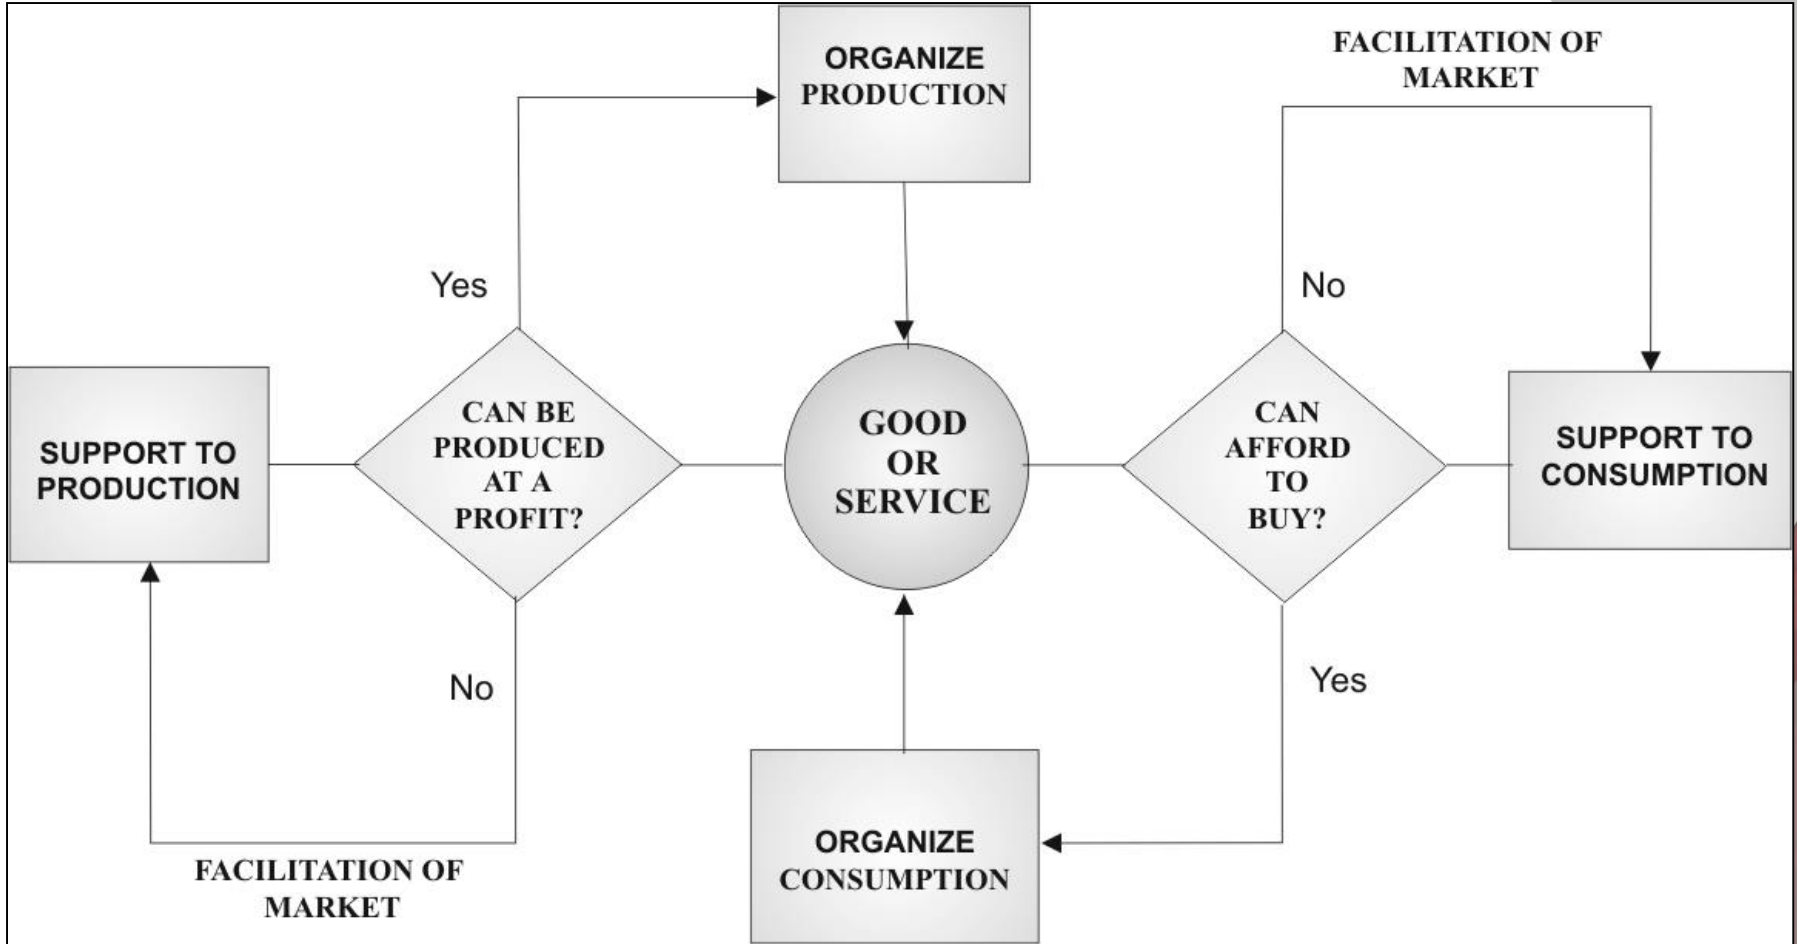 ORGANIZE
PRODUCTION
FACILITATION OF
MARKET
Yes
No
SUPPORT TO
PRODUCTION
CAN BE
PRODUCED
AT A
PROFIT?
GOOD
OR
SERVICE
CAN
AFFORD
TO
BUY?
SUPPORT TO
CONSUMPTION
No
Yes
ORGANIZE
CONSUMPTION
FACILITATION OF
MARKET